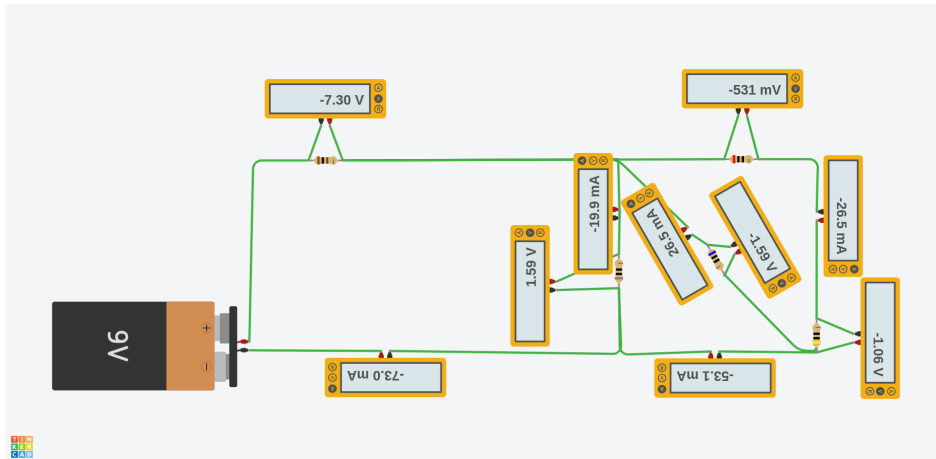 -7.30 V
-531 mV
-19.9 mA
26.5 mA
-1.59 V
-26.5 mA
1.59 V
9V
+
−
-1.06 V
-73.0 mA
-53.1 mA
TIN
KER
CAD